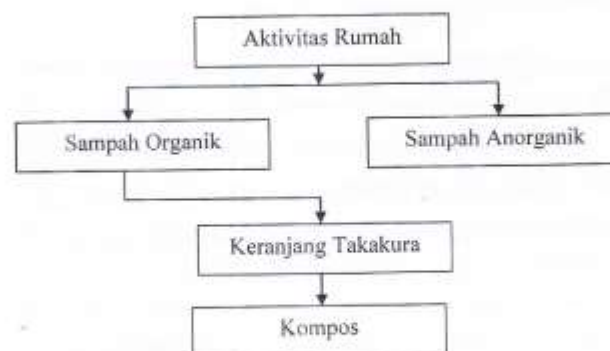 Aktivitas Rumah
Sampah Organik
Sampah Anorganik
Keranjang Takakura
Kompos